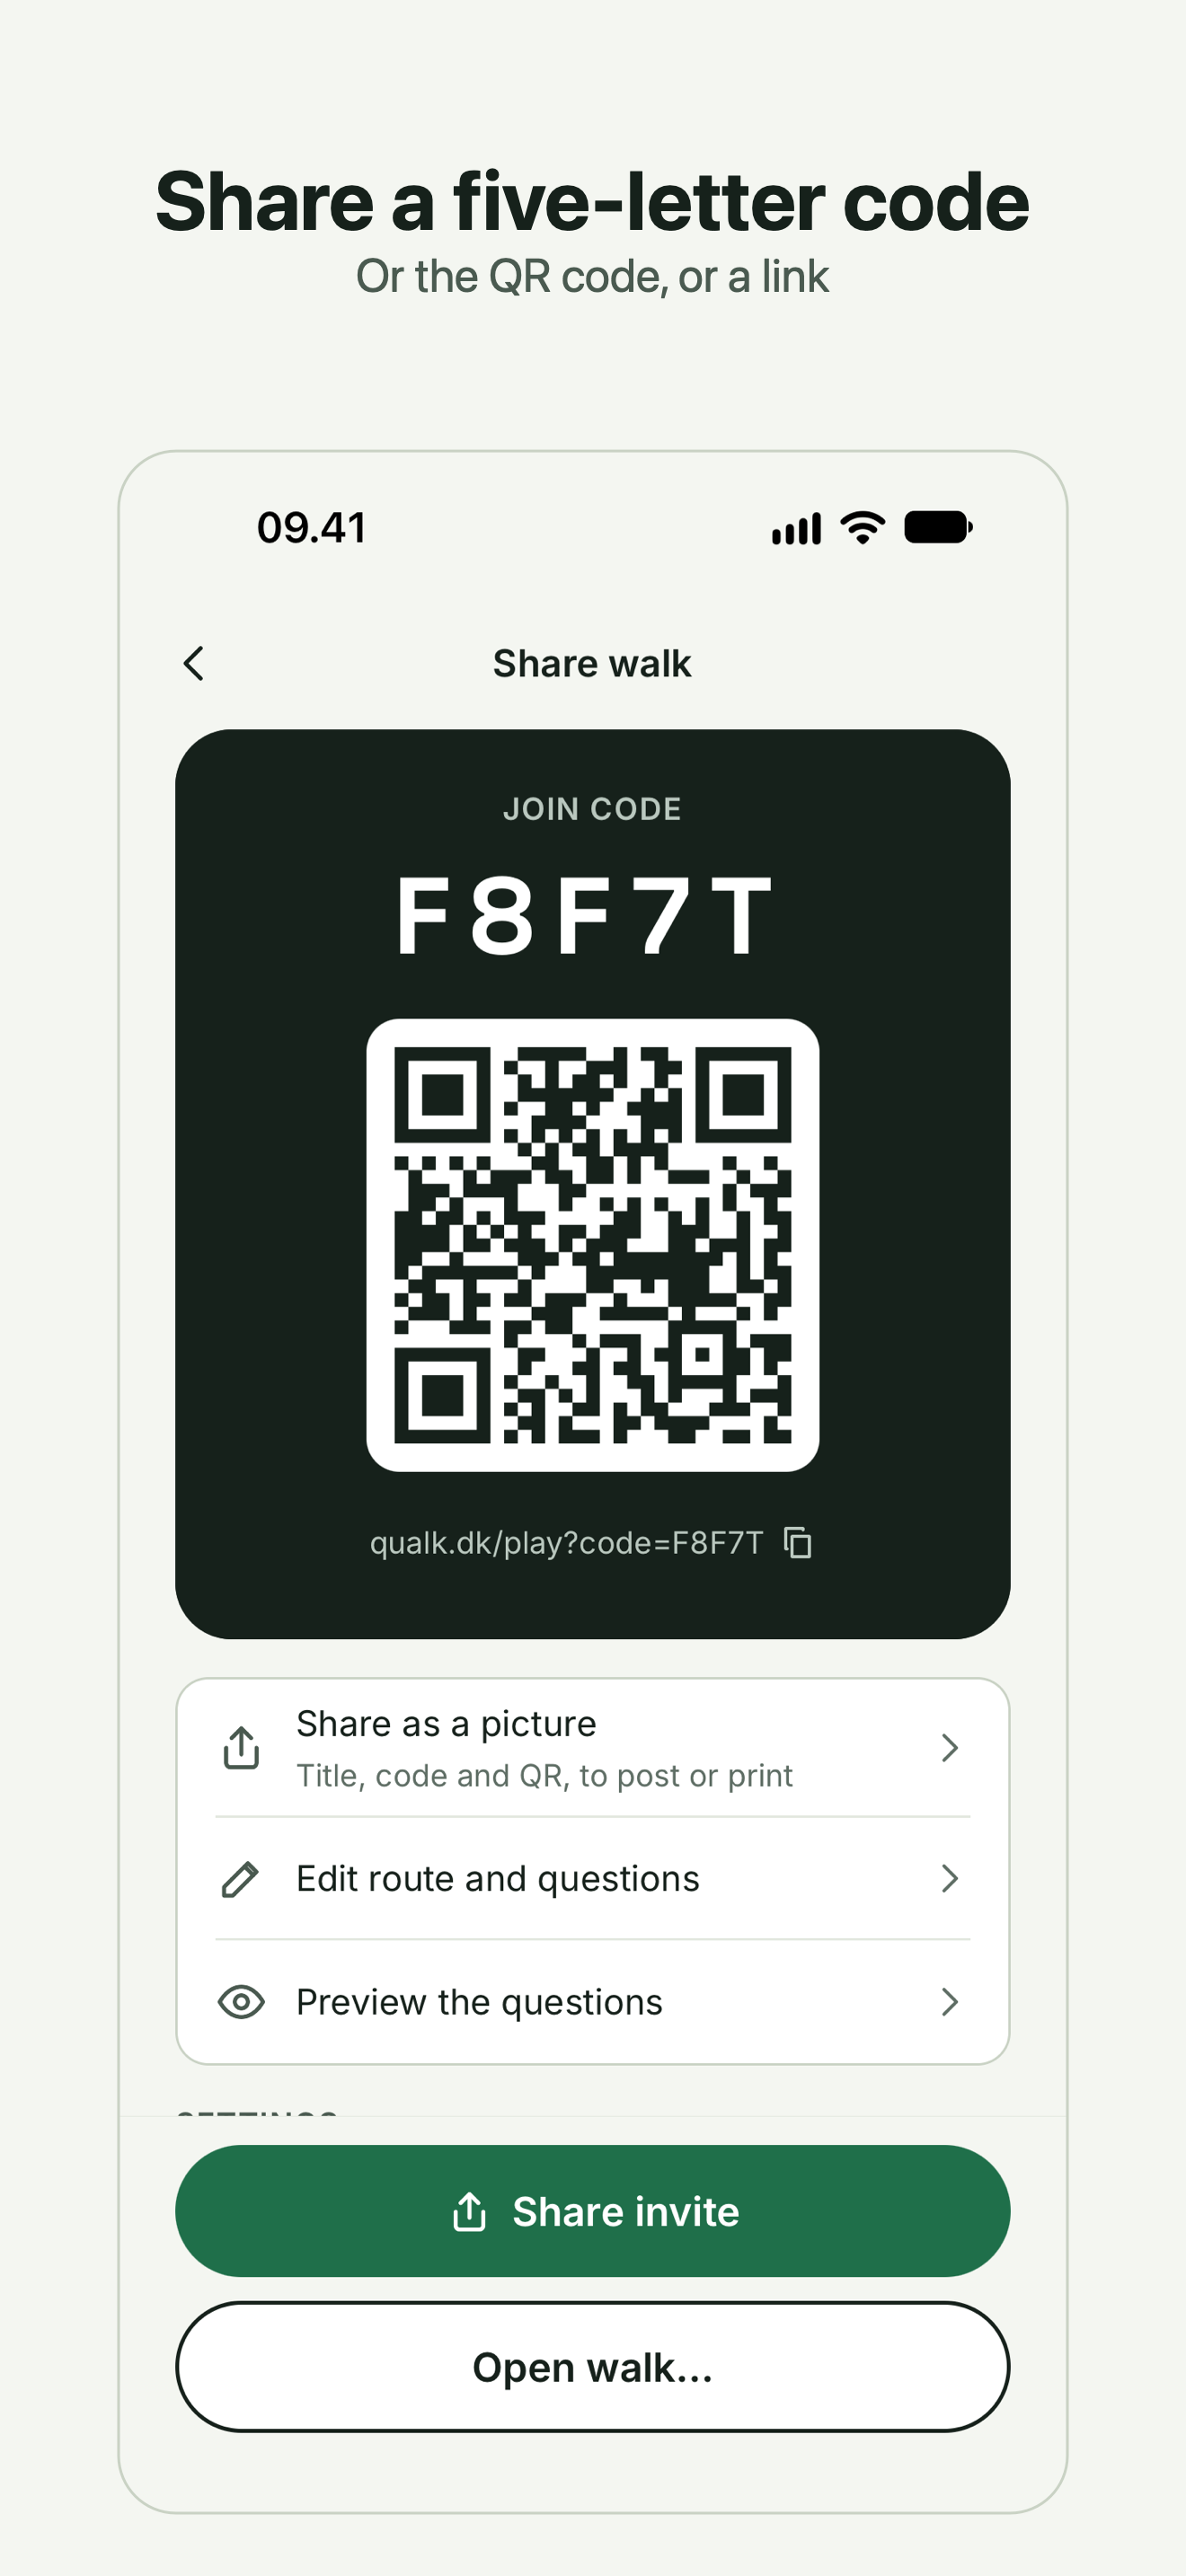 Share a five-letter code
Or the QR code, or a link
09.41
Share walk
JOIN CODE
F8F7T
qualk.dk/play?code=F8F7T
Share as a picture
Title, code and QR, to post or print
Edit route and questions
Preview the questions
Share invite
Open walk...